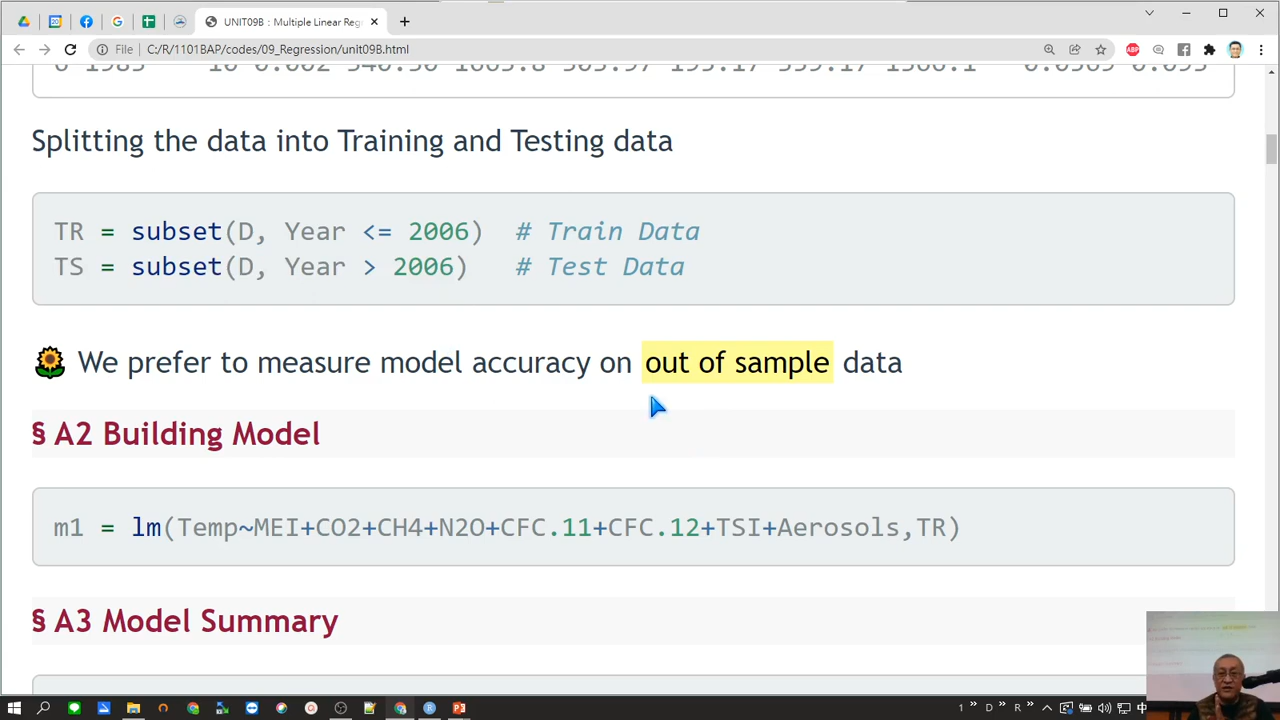 UNIT09B : Multiple Linear Reg
File C:/R/1101BAP/codes/09_Regression/unit09B.html
Splitting the data into Training and Testing data
TR = subset(D, Year <= 2006) # Train Data
TS = subset(D, Year > 2006) # Test Data
We prefer to measure model accuracy on out of sample data
§ A2 Building Model
m1 = lm(Temp~MEI+CO2+CH4+N2O+CFC.11+CFC.12+TSI+Aerosols,TR)
§ A3 Model Summary
1 » D » R » 中